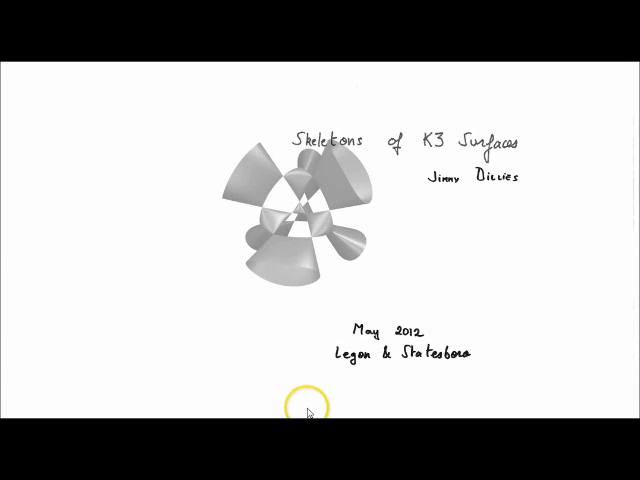 Skeletons of K3 Surfaces
Jimmy Dillies
May 2012
Legon & Statesboro